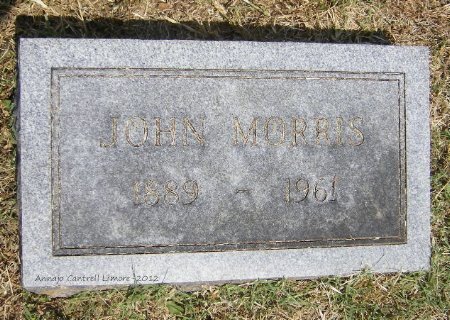 JOHN MORRIS
1889 - 1961
Annajo Cantrell Limore-2012